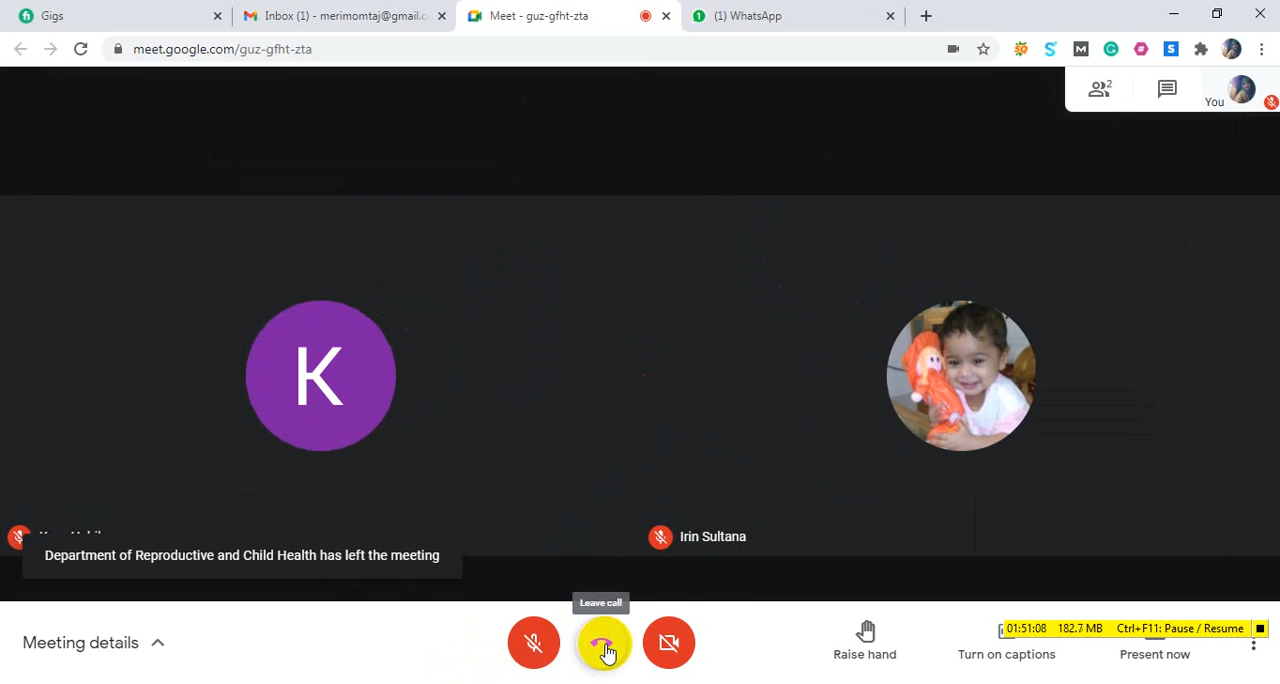 Gigs
Inbox (1) - merimomtaj@gmail.c
Meet - guz-gfht-zta
(1) WhatsApp
meet.google.com/guz-gfht-zta
2
You
K
Irin Sultana
Department of Reproductive and Child Health has left the meeting
Leave call
01:51:08 182.7 MB Ctrl+F11: Pause / Resume
Meeting details
Raise hand
Turn on captions
Present now